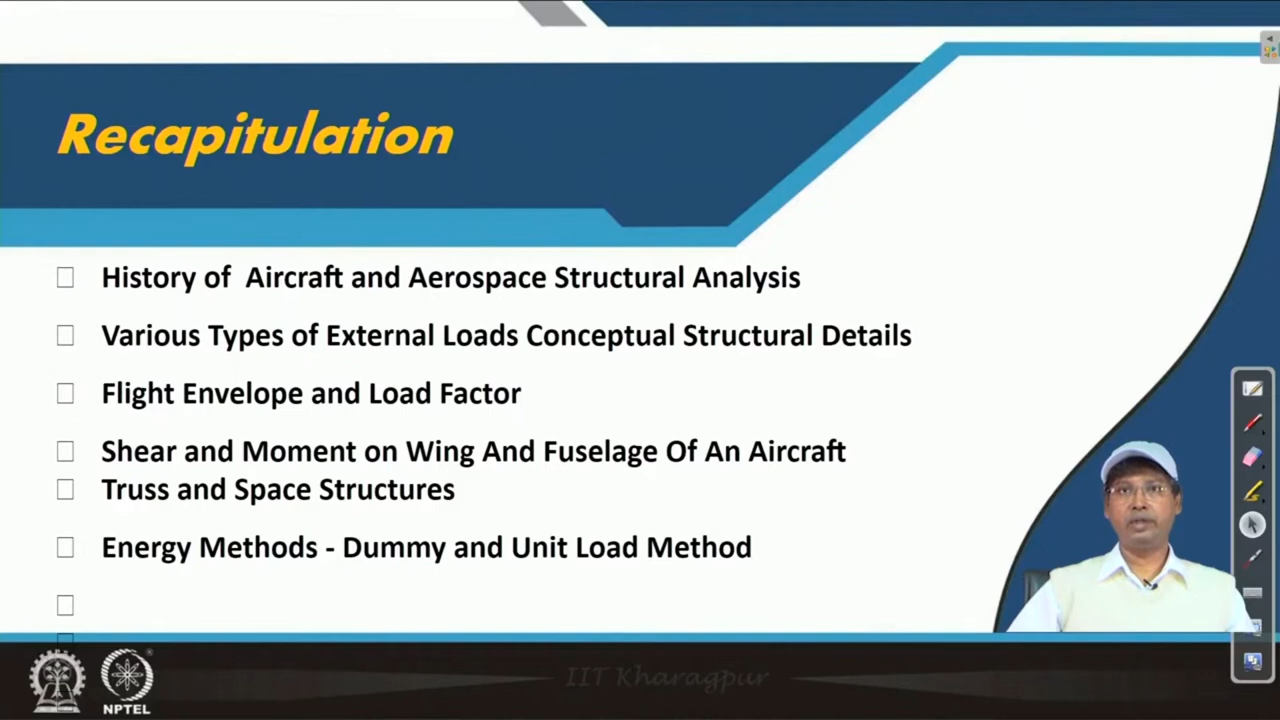 Recapitulation
History of Aircraft and Aerospace Structural Analysis
Various Types of External Loads Conceptual Structural Details
Flight Envelope and Load Factor
Shear and Moment on Wing And Fuselage Of An Aircraft
Truss and Space Structures
Energy Methods - Dummy and Unit Load Method
IIT Kharagpur
NPTEL